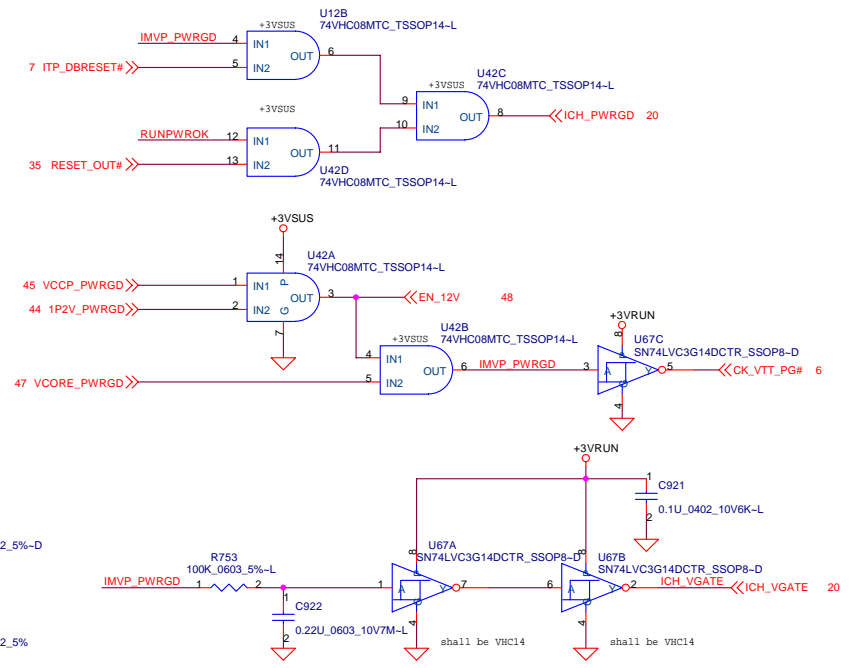 U12B
74VHC08MTC_TSSOP14~L
+3VSUS
IMVP_PWRGD 4 IN1
OUT 6
7 ITP_DBRESET# 5 IN2
U42C
74VHC08MTC_TSSOP14~L
+3VSUS
9 IN1
OUT 8 ICH_PWRGD 20
10 IN2
+3VSUS
RUNPWROK 12 IN1
OUT 11
35 RESET_OUT# 13 IN2
U42D
74VHC08MTC_TSSOP14~L
+3VSUS
U42A
74VHC08MTC_TSSOP14~L
14
P
45 VCCP_PWRGD 1 IN1
OUT 3 EN_12V 48
44 1P2V_PWRGD 2 IN2
G
7
U42B
74VHC08MTC_TSSOP14~L
+3VSUS
4 IN1
OUT 6 IMVP_PWRGD
47 VCORE_PWRGD 5 IN2
+3VRUN
U67C
SN74LVC3G14DCTR_SSOP8~D
8
P
3 A Y 5 CK_VTT_PG# 6
G
4
+3VRUN
1
C921
0.1U_0402_10V6K~L
2
2_5%~D
R753
100K_0603_5%~L
IMVP_PWRGD 1 2
1
C922
0.22U_0603_10V7M~L
2
U67A
SN74LVC3G14DCTR_SSOP8~D
8
P
1 A Y 7
G
4
shall be VHC14
U67B
SN74LVC3G14DCTR_SSOP8~D
8
P
6 A Y 2 ICH_VGATE ICH_VGATE 20
G
4
shall be VHC14
2_5%